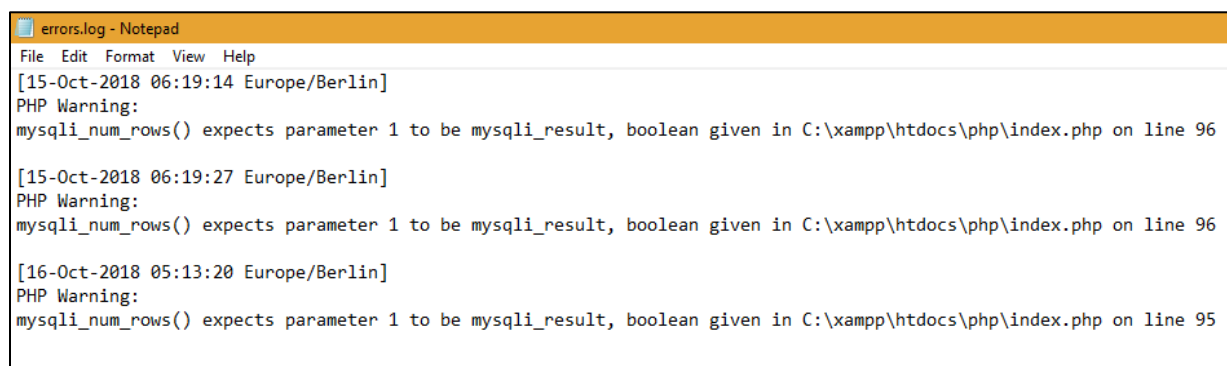 errors.log - Notepad
File Edit Format View Help
[15-Oct-2018 06:19:14 Europe/Berlin]
PHP Warning:
mysqli_num_rows() expects parameter 1 to be mysqli_result, boolean given in C:\xampp\htdocs\php\index.php on line 96
[15-Oct-2018 06:19:27 Europe/Berlin]
PHP Warning:
mysqli_num_rows() expects parameter 1 to be mysqli_result, boolean given in C:\xampp\htdocs\php\index.php on line 96
[16-Oct-2018 05:13:20 Europe/Berlin]
PHP Warning:
mysqli_num_rows() expects parameter 1 to be mysqli_result, boolean given in C:\xampp\htdocs\php\index.php on line 95